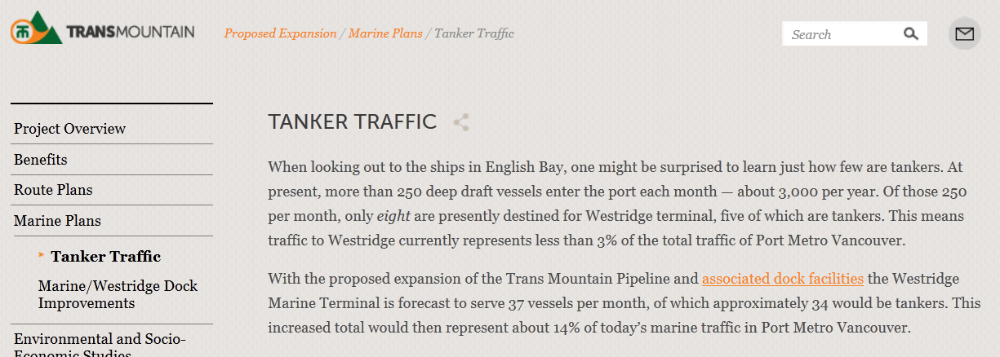 TRANSMOUNTAIN
Proposed Expansion / Marine Plans / Tanker Traffic
Search
Project Overview
Benefits
Route Plans
Marine Plans
Tanker Traffic
Marine/Westridge Dock
Improvements
Environmental and Socio-
Economic Studies
TANKER TRAFFIC
When looking out to the ships in English Bay, one might be surprised to learn just how few are tankers. At
present, more than 250 deep draft vessels enter the port each month — about 3,000 per year. Of those 250
per month, only eight are presently destined for Westridge terminal, five of which are tankers. This means
traffic to Westridge currently represents less than 3% of the total traffic of Port Metro Vancouver.
With the proposed expansion of the Trans Mountain Pipeline and associated dock facilities the Westridge
Marine Terminal is forecast to serve 37 vessels per month, of which approximately 34 would be tankers. This
increased total would then represent about 14% of today's marine traffic in Port Metro Vancouver.